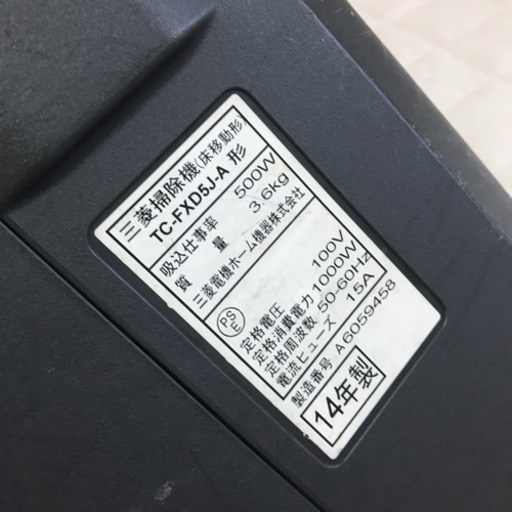 三菱掃除機(床移動形)
TC-FXD5J-A 形
吸込仕事率 500W
質 量 3.6kg
三菱電機ホーム機器株式会社
PS
E
定格電圧 100V
定格消費電力 1000W
定格周波数 50-60Hz
電流ヒューズ 15A
製造番号 A6059458
14年製